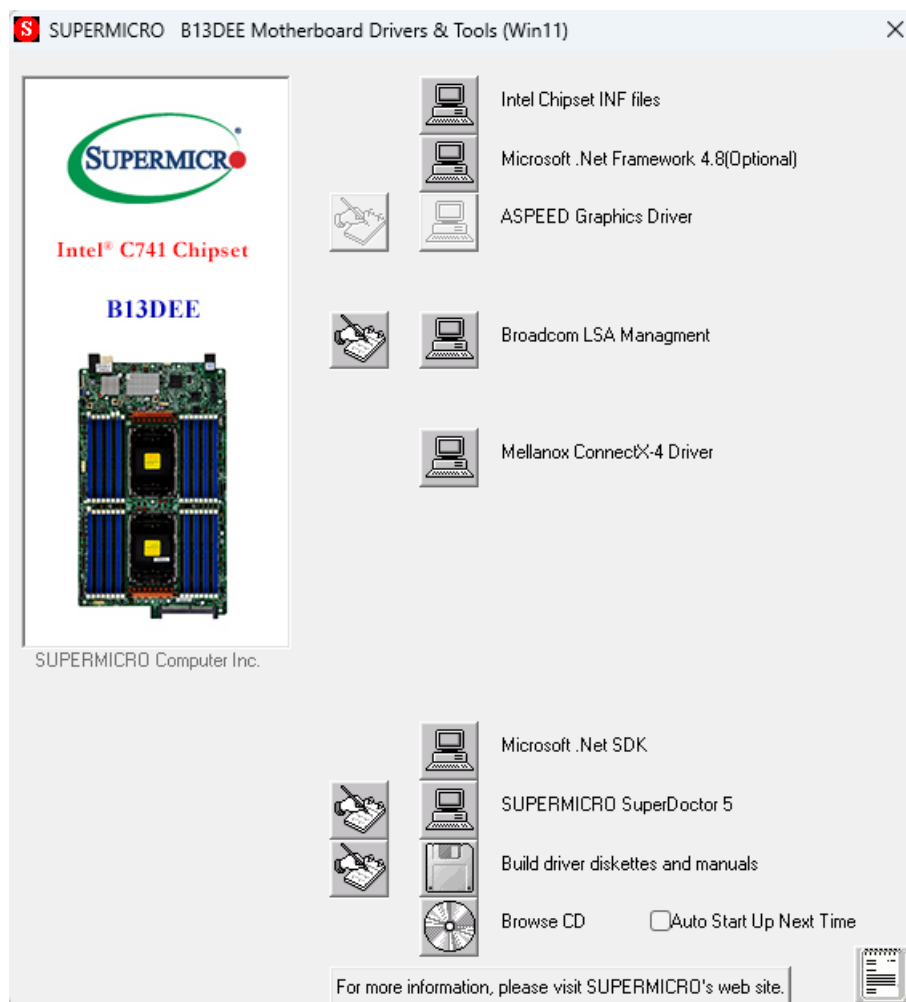 S SUPERMICRO B13DEE Motherboard Drivers & Tools (Win11)
SUPERMICR
Intel® C741 Chipset
B13DEE
SUPERMICRO Computer Inc.
Intel Chipset INF files
Microsoft .Net Framework 4.8(Optional)
ASPEED Graphics Driver
Broadcom LSA Managment
Mellanox ConnectX-4 Driver
Microsoft .Net SDK
SUPERMICRO SuperDoctor 5
Build driver diskettes and manuals
Browse CD
Auto Start Up Next Time
For more information, please visit SUPERMICRO's web site.